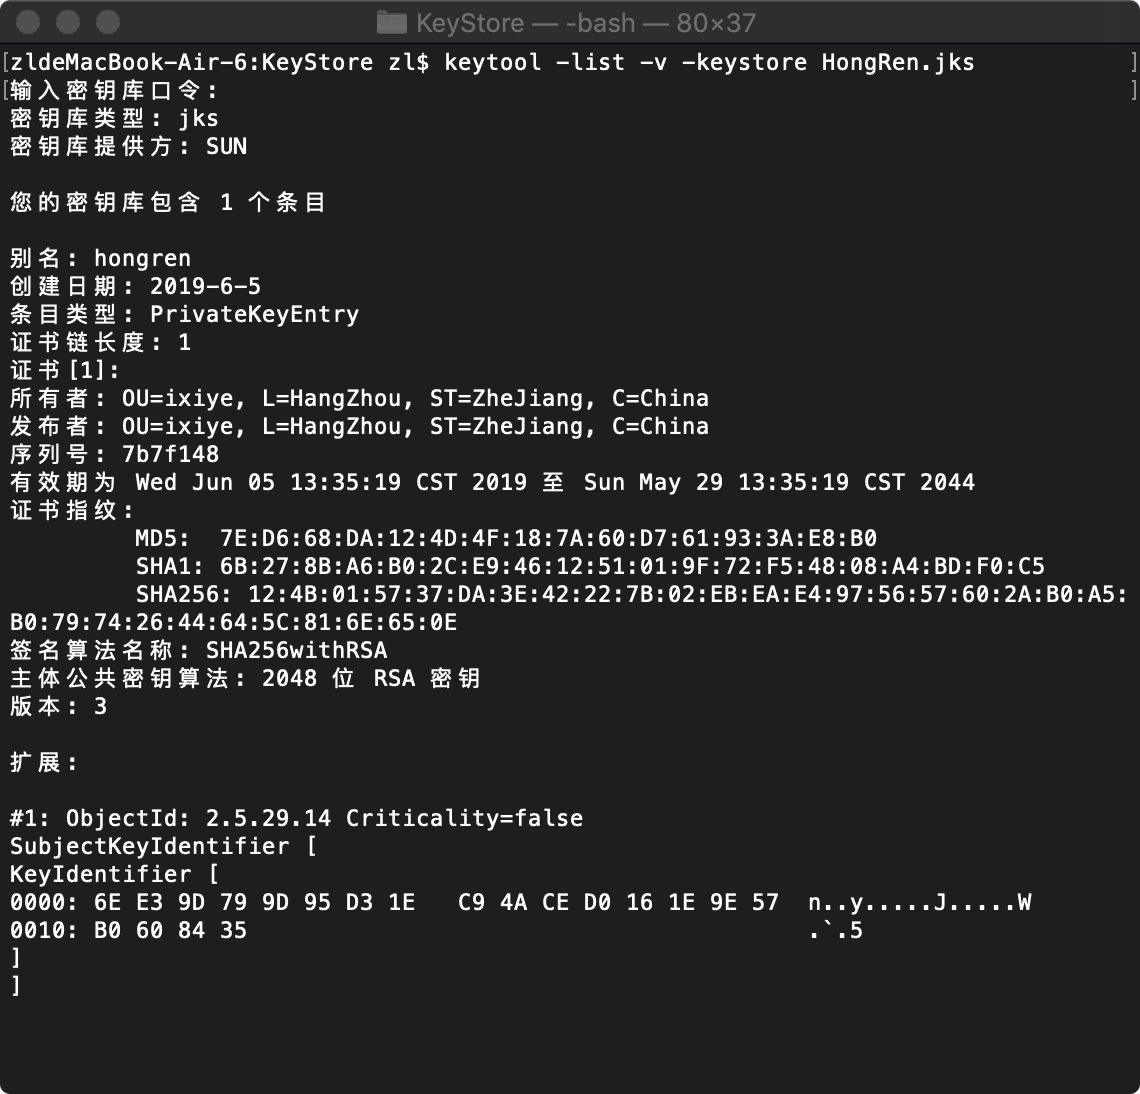 KeyStore — -bash — 80×37
[zldeMacBook-Air-6:KeyStore zl$ keytool -list -v -keystore HongRen.jks ]
[输入密钥库口令: ]
密钥库类型: jks
密钥库提供方: SUN
您的密钥库包含 1 个条目
别名: hongren
创建日期: 2019-6-5
条目类型: PrivateKeyEntry
证书链长度: 1
证书[1]:
所有者: OU=ixiye, L=HangZhou, ST=ZheJiang, C=China
发布者: OU=ixiye, L=HangZhou, ST=ZheJiang, C=China
序列号: 7b7f148
有效期为 Wed Jun 05 13:35:19 CST 2019 至 Sun May 29 13:35:19 CST 2044
证书指纹:
MD5: 7E:D6:68:DA:12:4D:4F:18:7A:60:D7:61:93:3A:E8:B0
SHA1: 6B:27:8B:A6:B0:2C:E9:46:12:51:01:9F:72:F5:48:08:A4:BD:F0:C5
SHA256: 12:4B:01:57:37:DA:3E:42:22:7B:02:EB:EA:E4:97:56:57:60:2A:B0:A5:
B0:79:74:26:44:64:5C:81:6E:65:0E
签名算法名称: SHA256withRSA
主体公共密钥算法: 2048 位 RSA 密钥
版本: 3
扩展:
#1: ObjectId: 2.5.29.14 Criticality=false
SubjectKeyIdentifier [
KeyIdentifier [
0000: 6E E3 9D 79 9D 95 D3 1E   C9 4A CE D0 16 1E 9E 57  n..y.....J.....W
0010: B0 60 84 35                                        .`.5
]
]